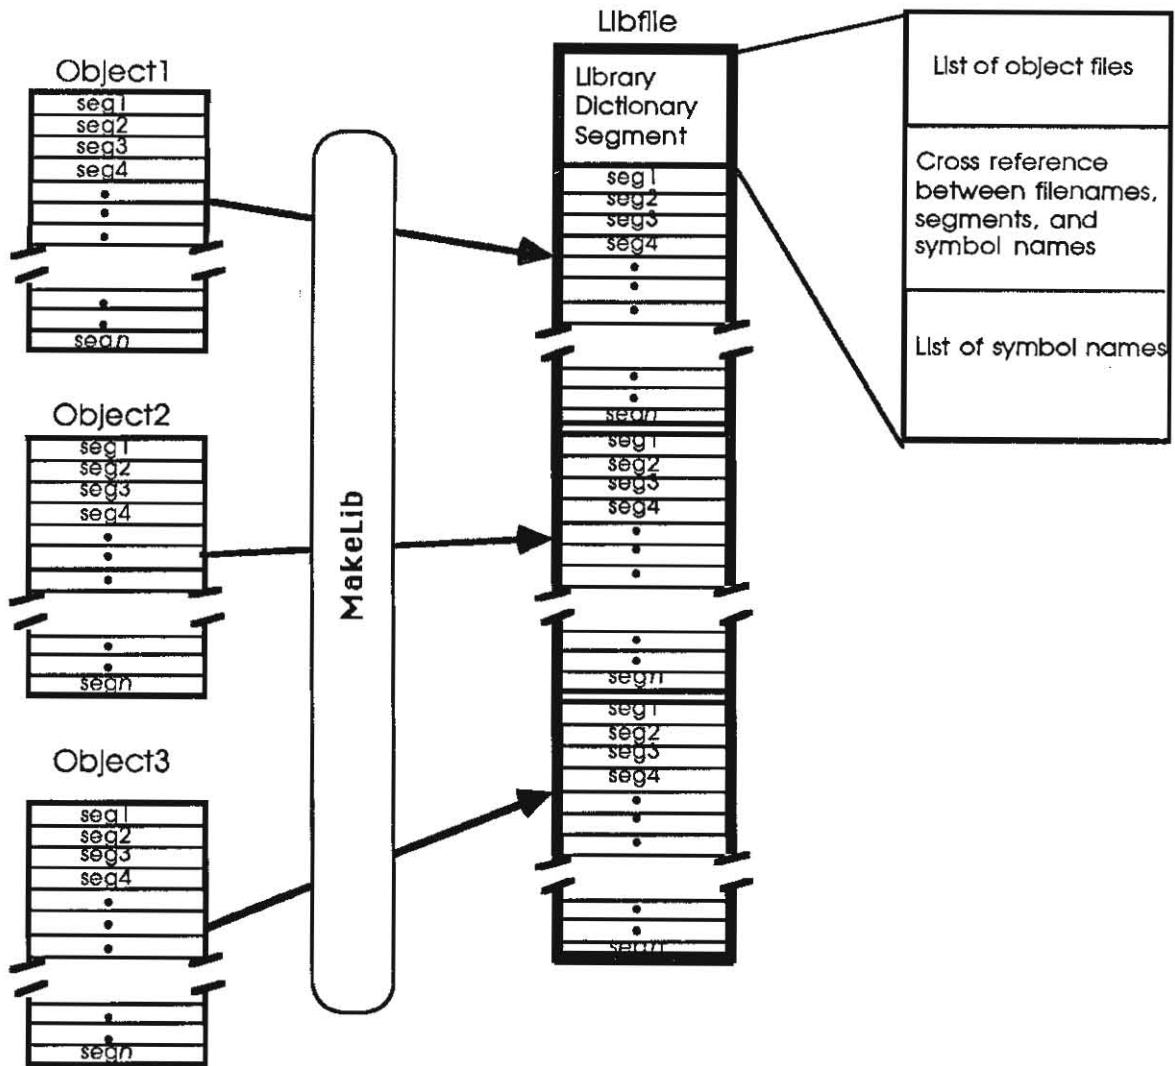 Object1
seg1
seg2
seg3
seg4
segn
Object2
seg1
seg2
seg3
seg4
segn
Object3
seg1
seg2
seg3
seg4
segn
MakeLib
Libfile
Library
Dictionary
Segment
seg1
seg2
seg3
seg4
segn
seg1
seg2
seg3
seg4
segn
seg1
seg2
seg3
seg4
segn
List of object files
Cross reference
between filenames,
segments, and
symbol names
List of symbol names